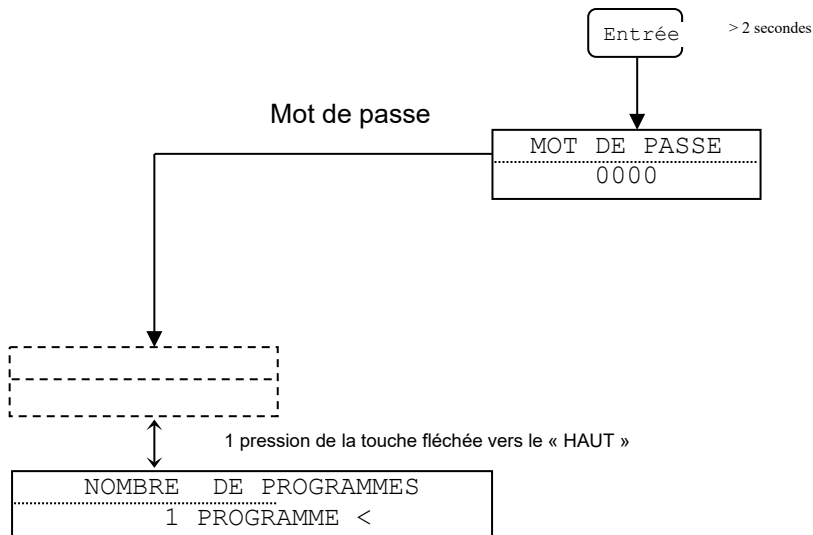 Entrée
> 2 secondes
Mot de passe
MOT DE PASSE
0000
1 pression de la touche fléchée vers le « HAUT »
NOMBRE DE PROGRAMMES
1 PROGRAMME <